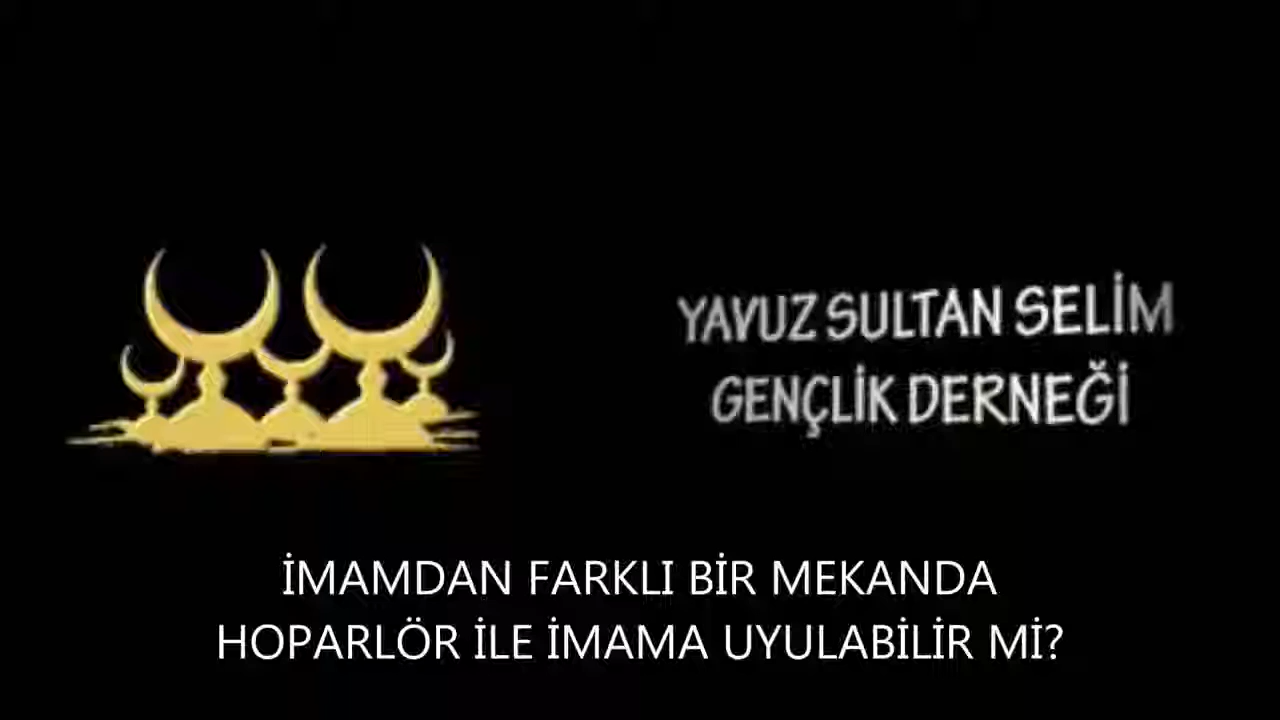 YAVUZ SULTAN SELİM
GENÇLİK DERNEĞİ
İMAMDAN FARKLI BİR MEKANDA
HOPARLÖR İLE İMAMA UYULABİLİR Mİ?